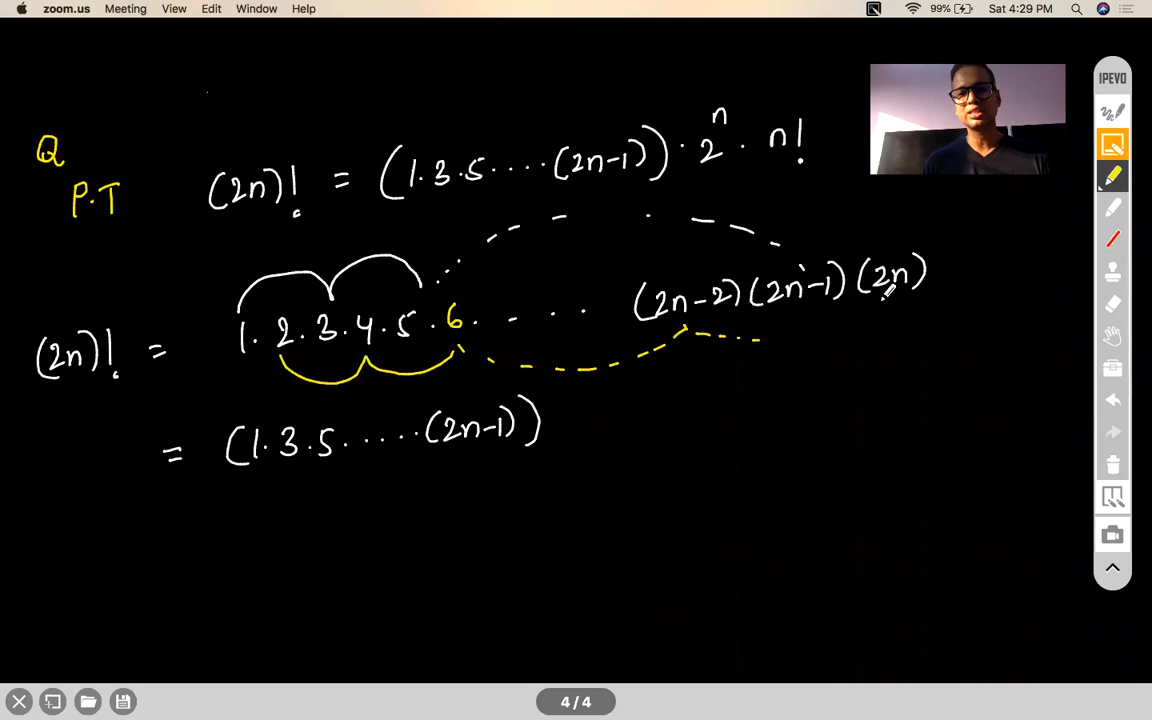 zoom.us Meeting View Edit Window Help 99% Sat 4:29 PM
IPEVO
Q
P.T (2n)! = (1.3.5....(2n-1)) . 2^n . n!
(2n)! = 1.2.3.4.5.6. - . . (2n-2)(2n-1)(2n)
= (1.3.5.....(2n-1))
4/4